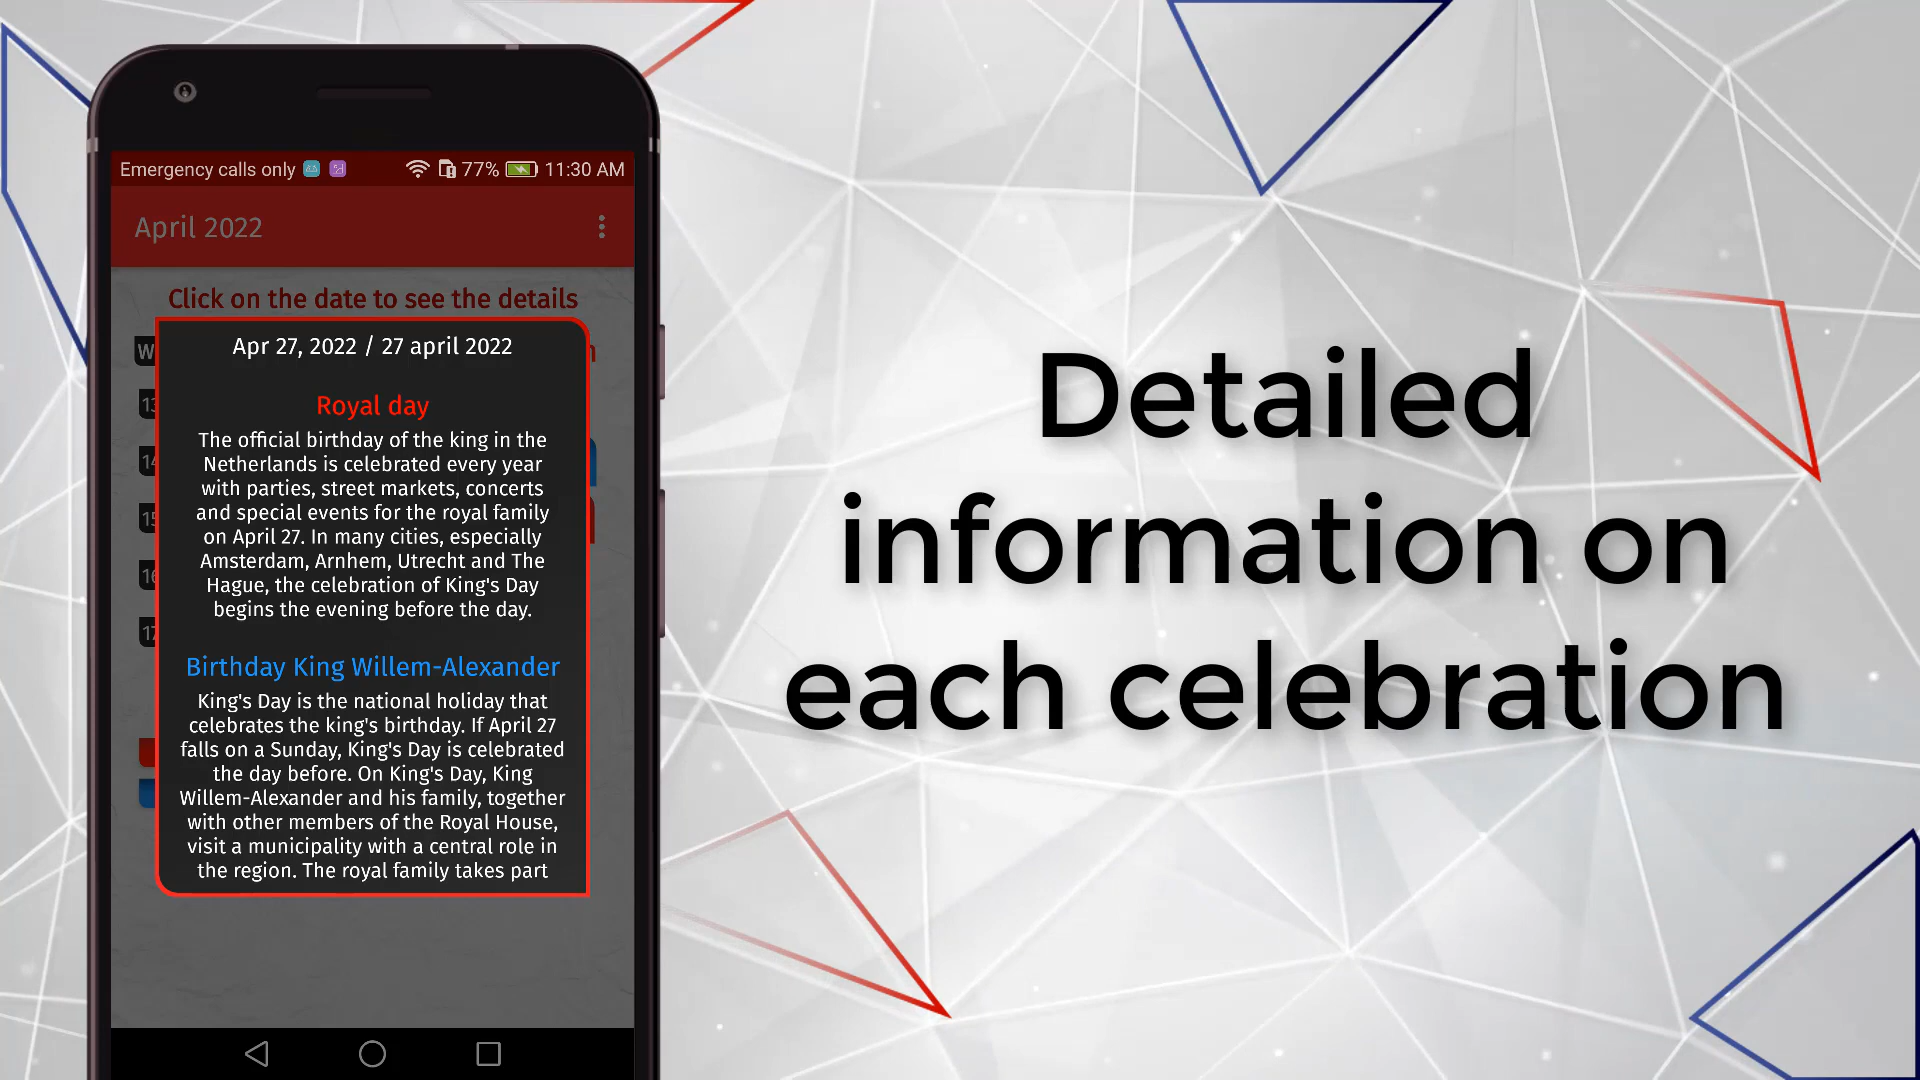 Emergency calls only 77% 11:30 AM
April 2022
Click on the date to see the details
Apr 27, 2022 / 27 april 2022
W
13
14
15
16
17
Royal day
The official birthday of the king in the
Netherlands is celebrated every year
with parties, street markets, concerts
and special events for the royal family
on April 27. In many cities, especially
Amsterdam, Arnhem, Utrecht and The
Hague, the celebration of King's Day
begins the evening before the day.
Birthday King Willem-Alexander
King's Day is the national holiday that
celebrates the king's birthday. If April 27
falls on a Sunday, King's Day is celebrated
the day before. On King's Day, King
Willem-Alexander and his family, together
with other members of the Royal House,
visit a municipality with a central role in
the region. The royal family takes part
Detailed
information on
each celebration